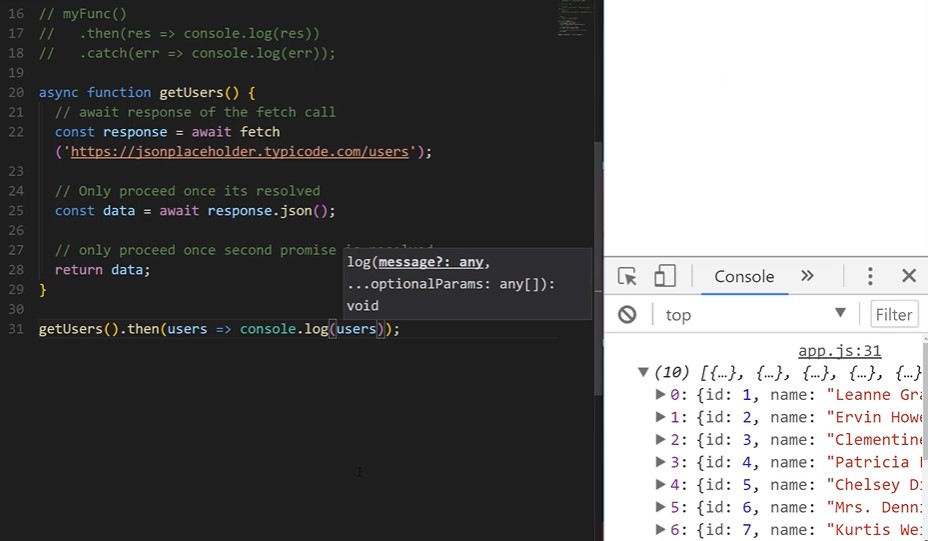 16 // myFunc()
17 //   .then(res => console.log(res))
18 //   .catch(err => console.log(err));
19
20 async function getUsers() {
21   // await response of the fetch call
22   const response = await fetch
('https://jsonplaceholder.typicode.com/users');
23
24   // Only proceed once its resolved
25   const data = await response.json();
26
27   // only proceed once second promise
28   return data;
29 }
30
31 getUsers().then(users => console.log(users));
log(message?: any,
...optionalParams: any[]):
void
Console »
top ▼ Filter
app.js:31
▼ (10) [{…}, {…}, {…}, {…}, {…}
▶ 0: {id: 1, name: "Leanne Gra
▶ 1: {id: 2, name: "Ervin Howe
▶ 2: {id: 3, name: "Clementine
▶ 3: {id: 4, name: "Patricia
▶ 4: {id: 5, name: "Chelsey Di
▶ 5: {id: 6, name: "Mrs. Denni
▶ 6: {id: 7, name: "Kurtis Wei